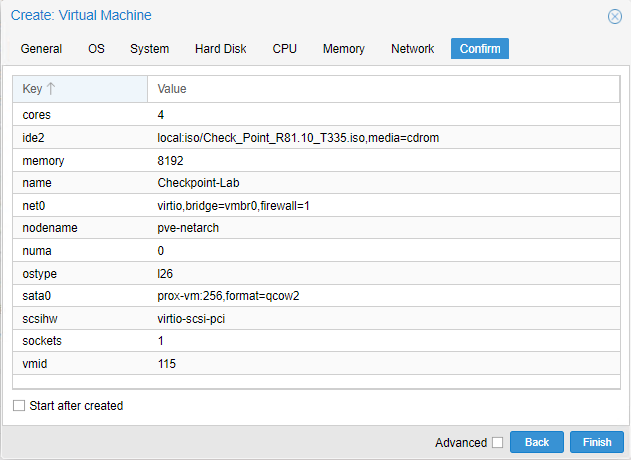 Create: Virtual Machine
General OS System Hard Disk CPU Memory Network Confirm
Key Value
cores 4
ide2 local:iso/Check_Point_R81.10_T335.iso,media=cdrom
memory 8192
name Checkpoint-Lab
net0 virtio,bridge=vmbr0,firewall=1
nodename pve-netarch
numa 0
ostype l26
sata0 prox-vm:256,format=qcow2
scsihw virtio-scsi-pci
sockets 1
vmid 115
Start after created
Advanced Back Finish